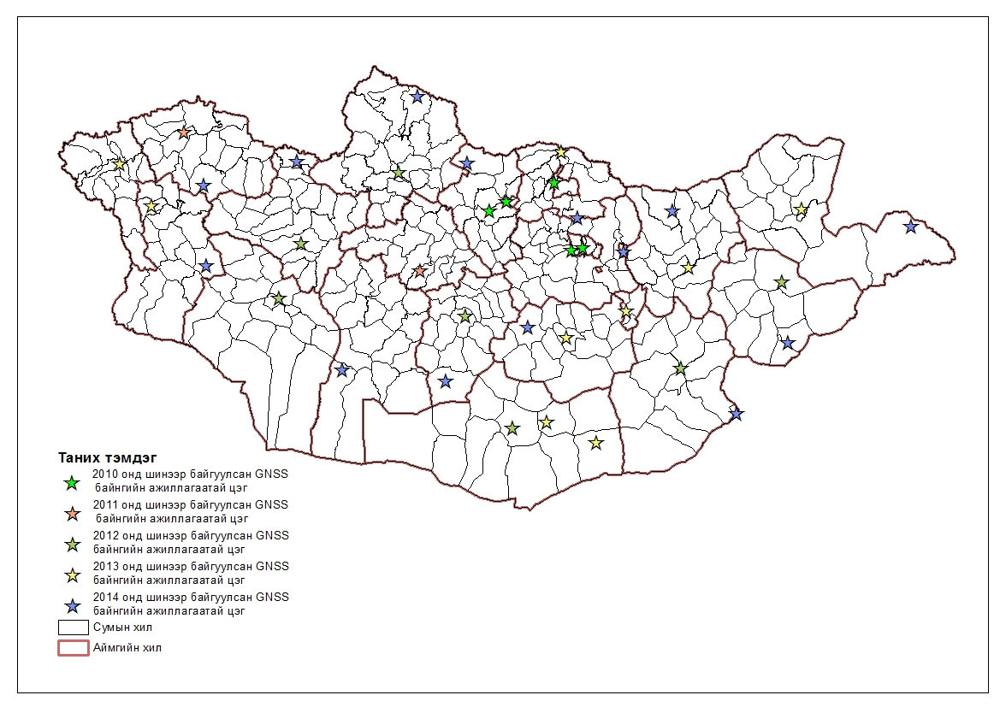 Таних тэмдэг
2010 онд шинээр байгуулсан GNSS
байнгийн ажиллагаатай цэг
2011 онд шинээр байгуулсан GNSS
байнгийн ажиллагаатай цэг
2012 онд шинээр байгуулсан GNSS
байнгийн ажиллагаатай цэг
2013 онд шинээр байгуулсан GNSS
байнгийн ажиллагаатай цэг
2014 онд шинээр байгуулсан GNSS
байнгийн ажиллагаатай цэг
Сумын хил
Аймгийн хил